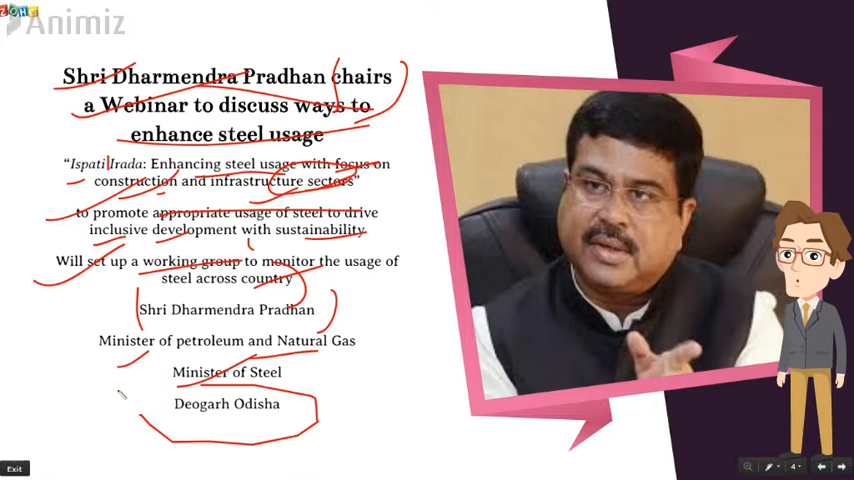 ZOHO
Animiz
Shri Dharmendra Pradhan chairs
a Webinar to discuss ways to
enhance steel usage
“Ispati Irada: Enhancing steel usage with focus on
construction and infrastructure sectors”
to promote appropriate usage of steel to drive
inclusive development with sustainability
Will set up a working group to monitor the usage of
steel across country
Shri Dharmendra Pradhan
Minister of petroleum and Natural Gas
Minister of Steel
Deogarh Odisha
Exit
4